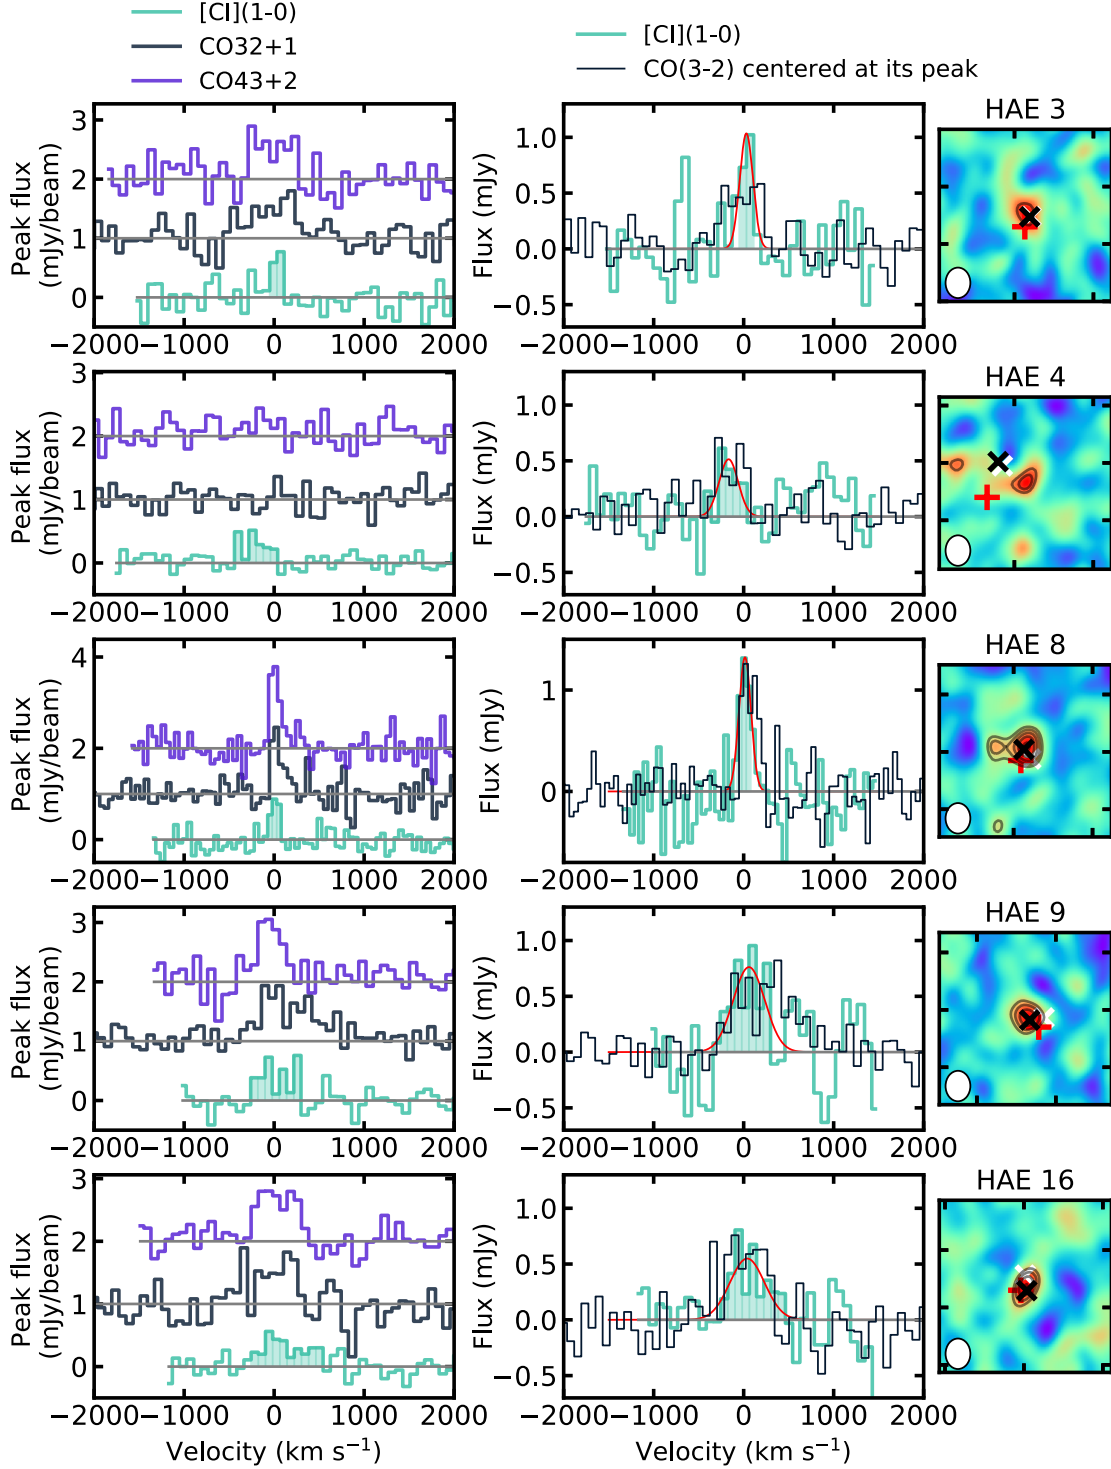 [CI](1-0)
CO32+1
CO43+2
[CI](1-0)
CO(3-2) centered at its peak
HAE 3
Peak flux
(mJy/beam)
3
2
1
0
−2000 −1000 0 1000 2000
Flux (mJy)
1.0
0.5
0.0
−0.5
−2000 −1000 0 1000 2000
HAE 4
Peak flux
(mJy/beam)
3
2
1
0
−2000 −1000 0 1000 2000
Flux (mJy)
1.0
0.5
0.0
−0.5
−2000 −1000 0 1000 2000
HAE 8
Peak flux
(mJy/beam)
4
2
0
−2000 −1000 0 1000 2000
Flux (mJy)
1
0
−2000 −1000 0 1000 2000
HAE 9
Peak flux
(mJy/beam)
3
2
1
0
−2000 −1000 0 1000 2000
Flux (mJy)
1.0
0.5
0.0
−0.5
−2000 −1000 0 1000 2000
HAE 16
Peak flux
(mJy/beam)
3
2
1
0
−2000 −1000 0 1000 2000
Velocity (km s⁻¹)
Flux (mJy)
1.0
0.5
0.0
−0.5
−2000 −1000 0 1000 2000
Velocity (km s⁻¹)